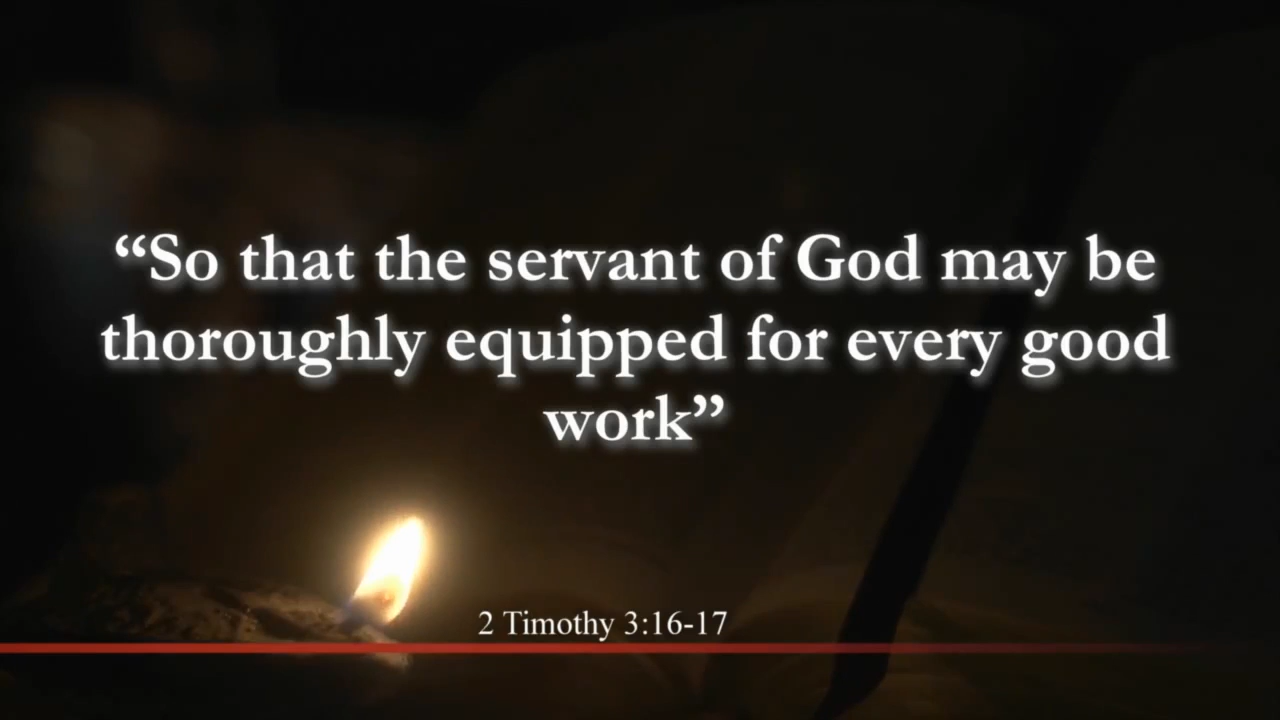 “So that the servant of God may be
thoroughly equipped for every good
work”
2 Timothy 3:16-17